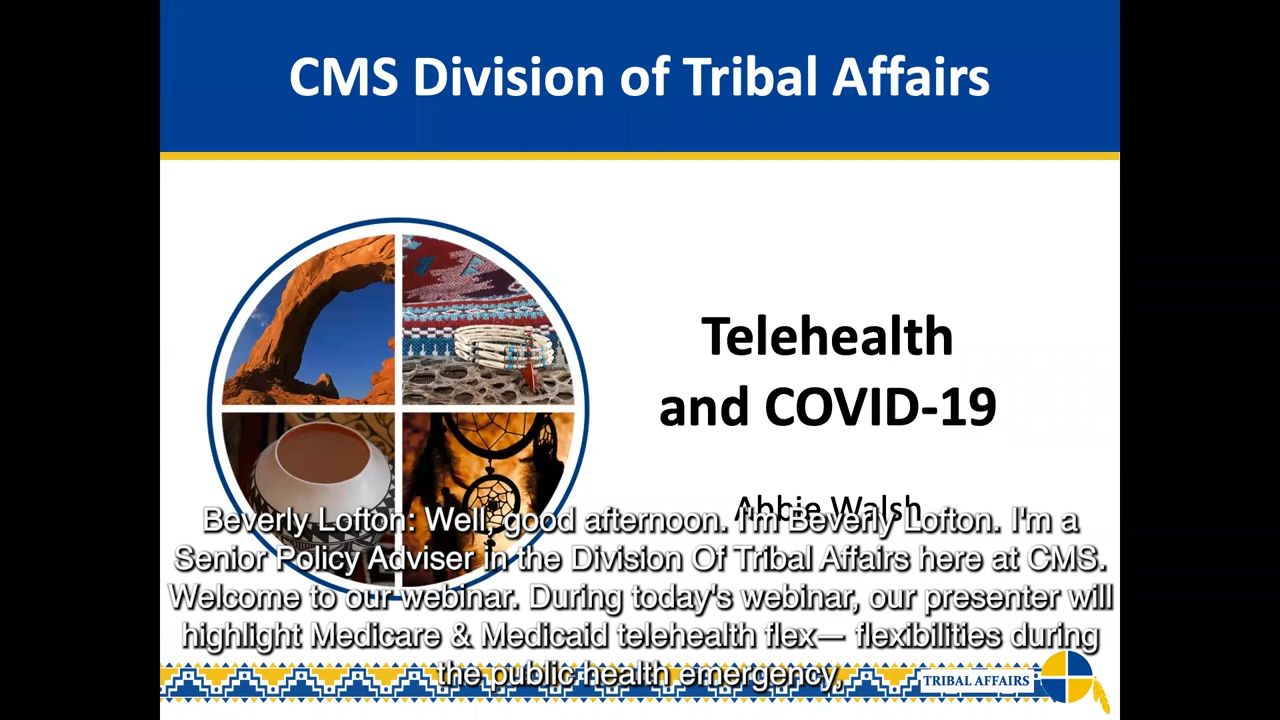 CMS Division of Tribal Affairs
Telehealth
and COVID-19
Abbie Walsh
Beverly Lofton: Well, good afternoon. I'm Beverly Lofton. I'm a
Senior Policy Adviser in the Division Of Tribal Affairs here at CMS.
Welcome to our webinar. During today's webinar, our presenter will
highlight Medicare & Medicaid telehealth flex— flexibilities during
the public health emergency,
TRIBAL AFFAIRS